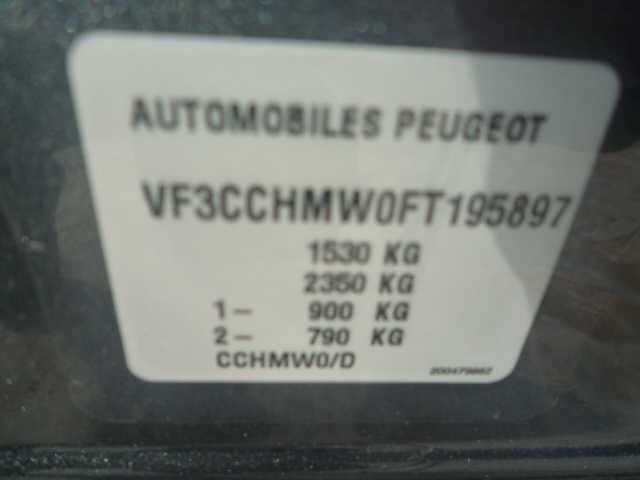 AUTOMOBILES PEUGEOT
VF3CCHMW0FT195897
1530 KG
2350 KG
1- 900 KG
2- 790 KG
CCHMW0/D